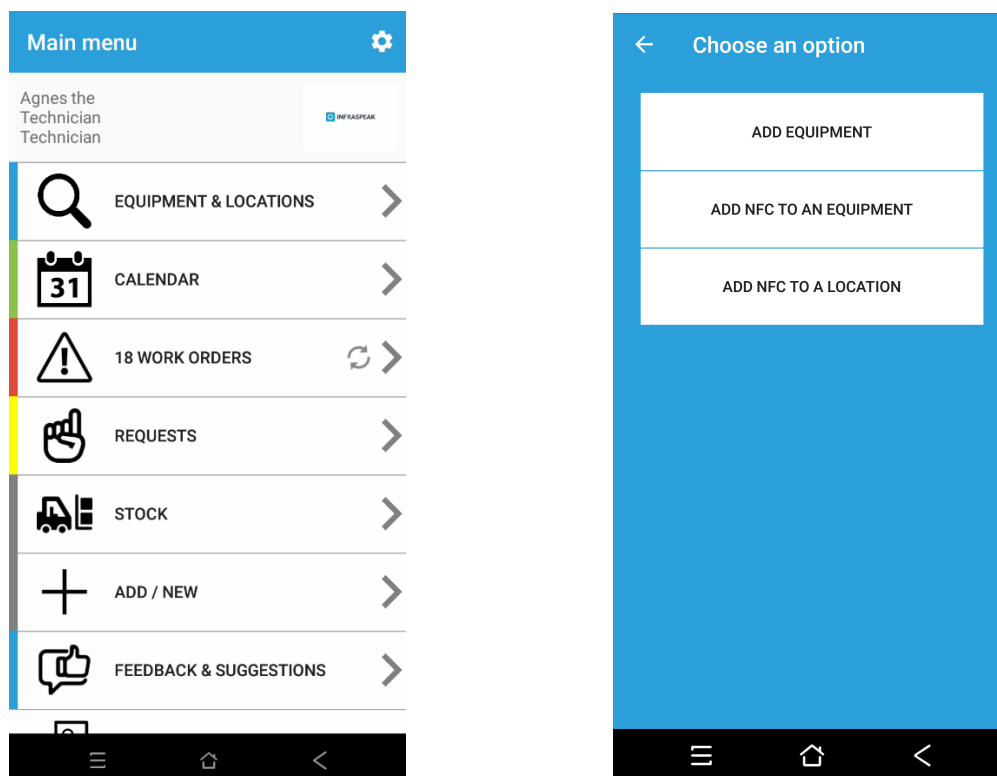 Main menu
Agnes the
Technician
Technician
INFRASPEAK
EQUIPMENT & LOCATIONS
31
CALENDAR
18 WORK ORDERS
REQUESTS
STOCK
ADD / NEW
FEEDBACK & SUGGESTIONS
Choose an option
ADD EQUIPMENT
ADD NFC TO AN EQUIPMENT
ADD NFC TO A LOCATION